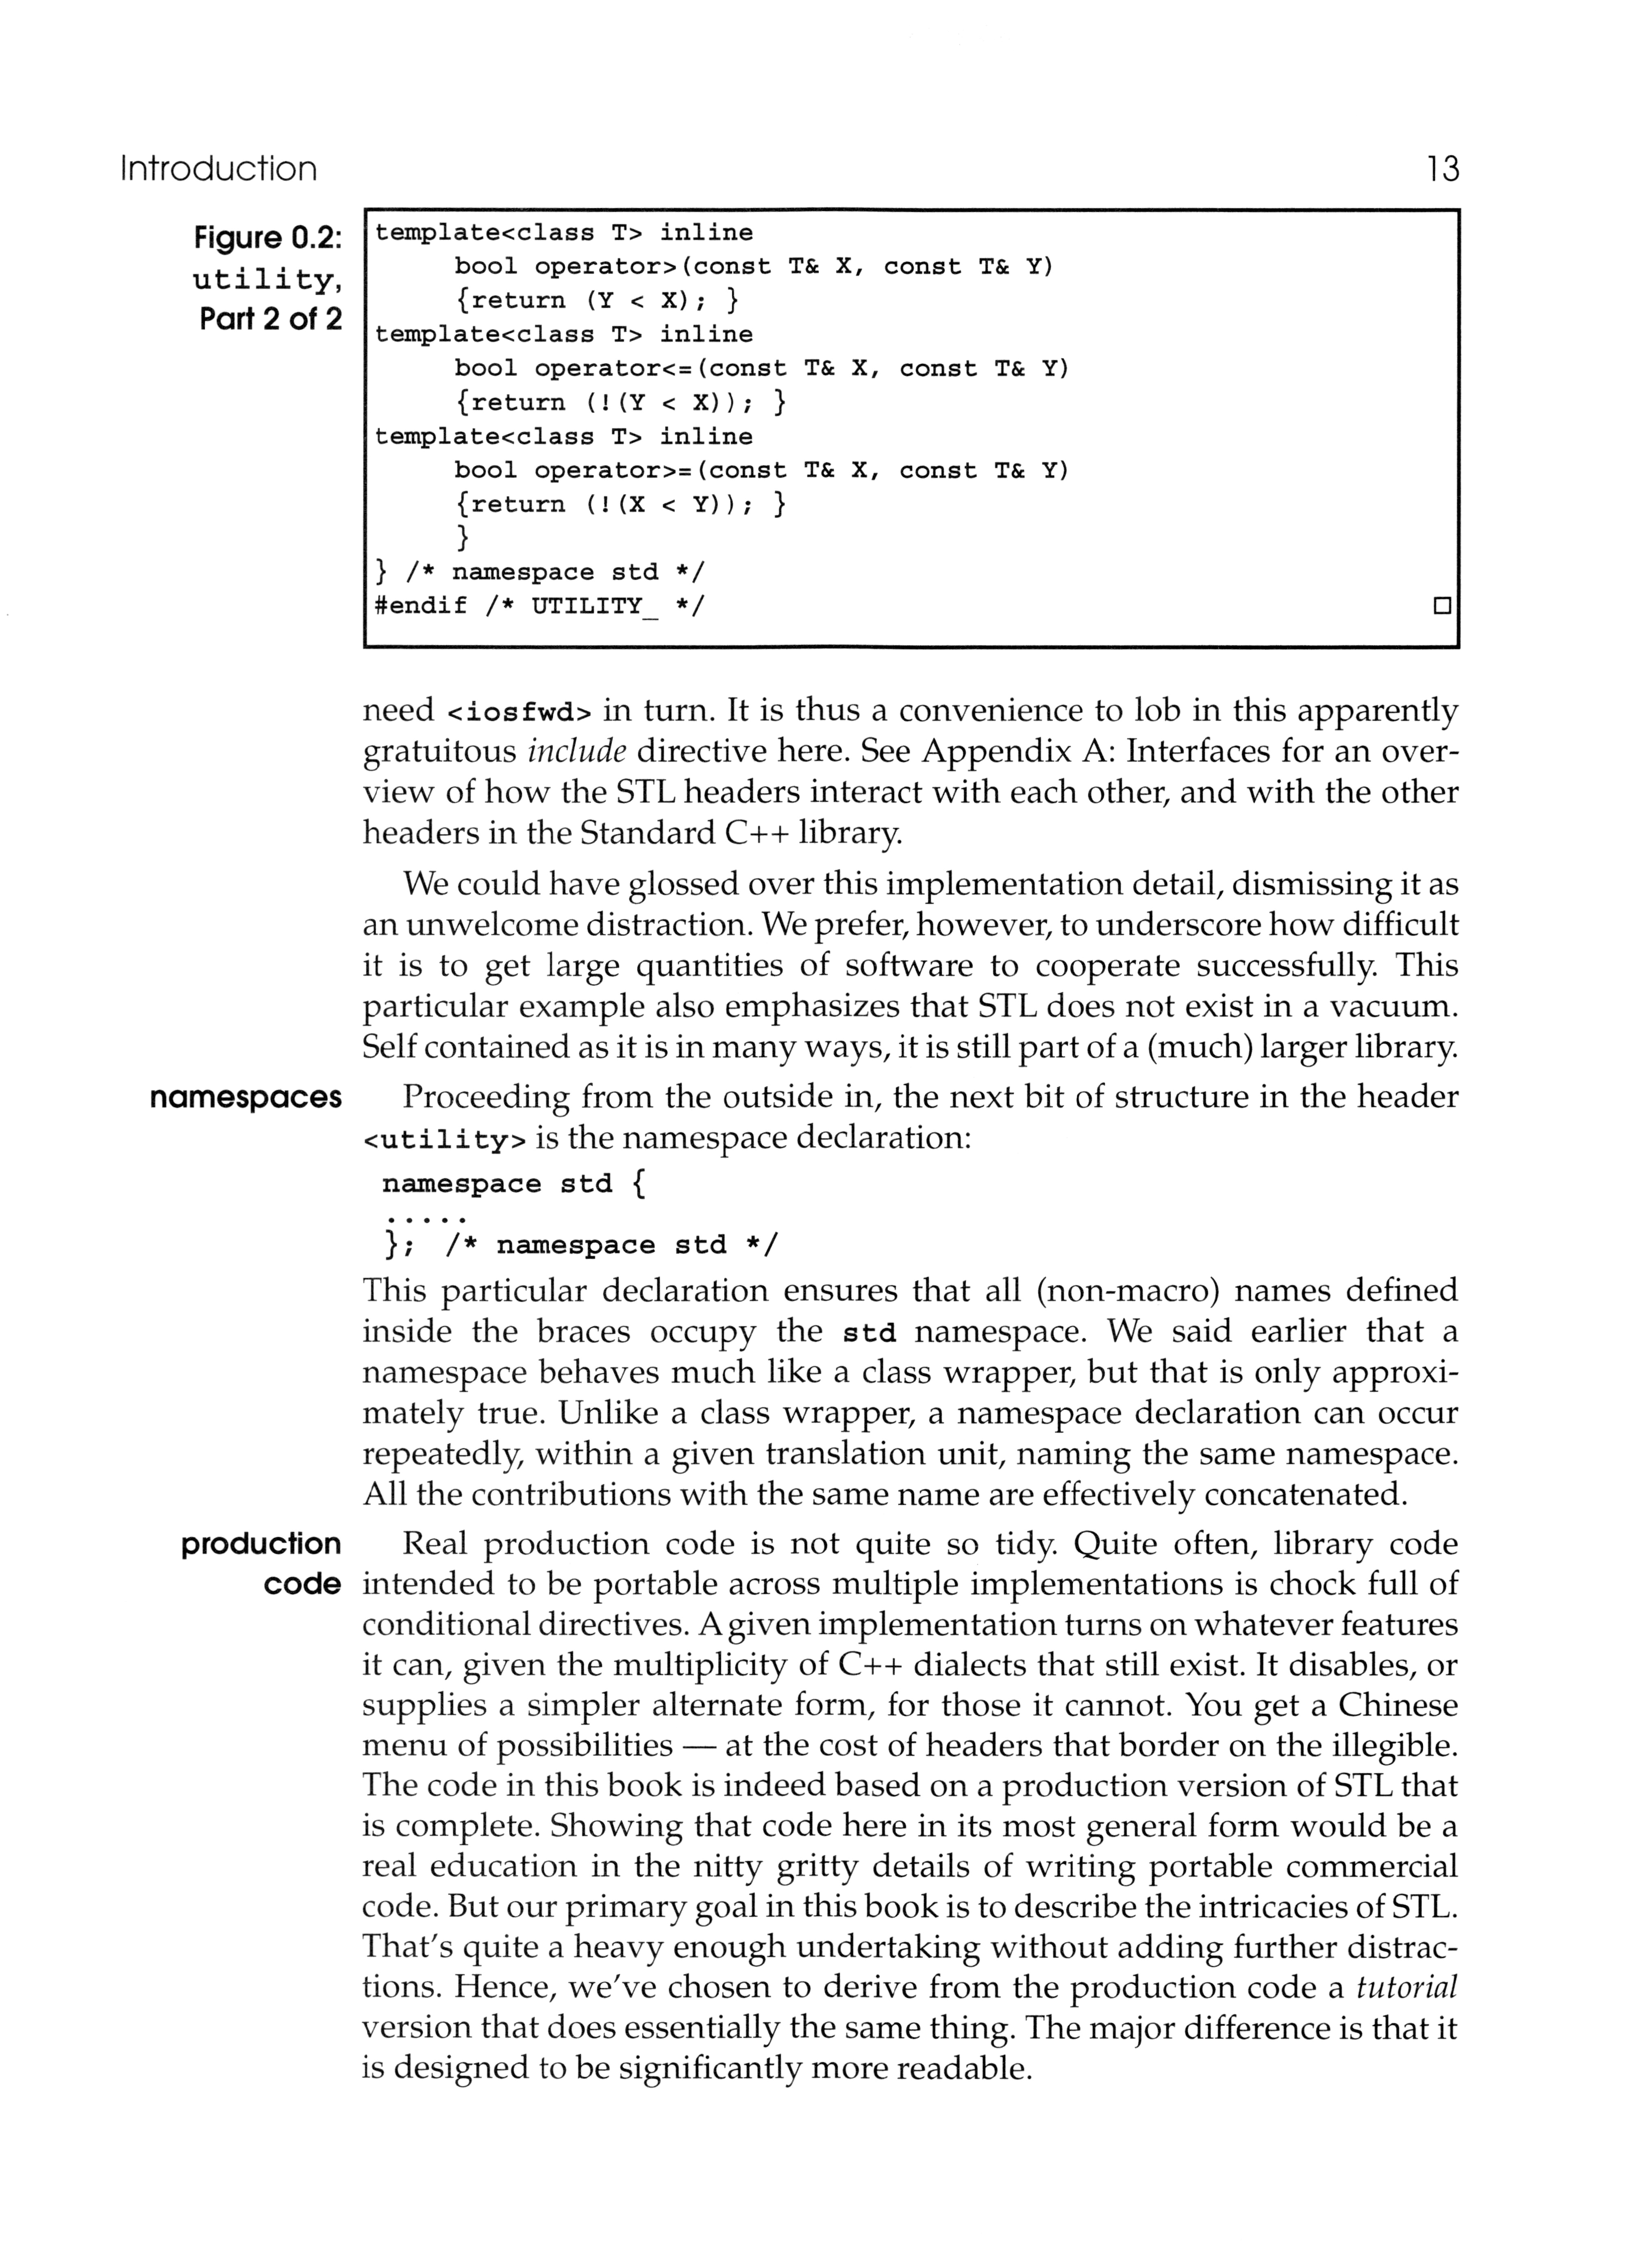 Introduction 13
Figure 0.2:
utility,
Part 2 of 2
template<class T> inline
     bool operator>(const T& X, const T& Y)
     {return (Y < X); }
template<class T> inline
     bool operator<=(const T& X, const T& Y)
     {return (!(Y < X)); }
template<class T> inline
     bool operator>=(const T& X, const T& Y)
     {return (!(X < Y)); }
     }
} /* namespace std */
#endif /* UTILITY_ */ □
need <iosfwd> in turn. It is thus a convenience to lob in this apparently
gratuitous include directive here. See Appendix A: Interfaces for an over-
view of how the STL headers interact with each other, and with the other
headers in the Standard C++ library.
We could have glossed over this implementation detail, dismissing it as
an unwelcome distraction. We prefer, however, to underscore how difficult
it is to get large quantities of software to cooperate successfully. This
particular example also emphasizes that STL does not exist in a vacuum.
Self contained as it is in many ways, it is still part of a (much) larger library.
namespaces Proceeding from the outside in, the next bit of structure in the header
<utility> is the namespace declaration:
namespace std {
.....
}; /* namespace std */
This particular declaration ensures that all (non-macro) names defined
inside the braces occupy the std namespace. We said earlier that a
namespace behaves much like a class wrapper, but that is only approxi-
mately true. Unlike a class wrapper, a namespace declaration can occur
repeatedly, within a given translation unit, naming the same namespace.
All the contributions with the same name are effectively concatenated.
production Real production code is not quite so tidy. Quite often, library code
code intended to be portable across multiple implementations is chock full of
conditional directives. A given implementation turns on whatever features
it can, given the multiplicity of C++ dialects that still exist. It disables, or
supplies a simpler alternate form, for those it cannot. You get a Chinese
menu of possibilities — at the cost of headers that border on the illegible.
The code in this book is indeed based on a production version of STL that
is complete. Showing that code here in its most general form would be a
real education in the nitty gritty details of writing portable commercial
code. But our primary goal in this book is to describe the intricacies of STL.
That's quite a heavy enough undertaking without adding further distrac-
tions. Hence, we've chosen to derive from the production code a tutorial
version that does essentially the same thing. The major difference is that it
is designed to be significantly more readable.